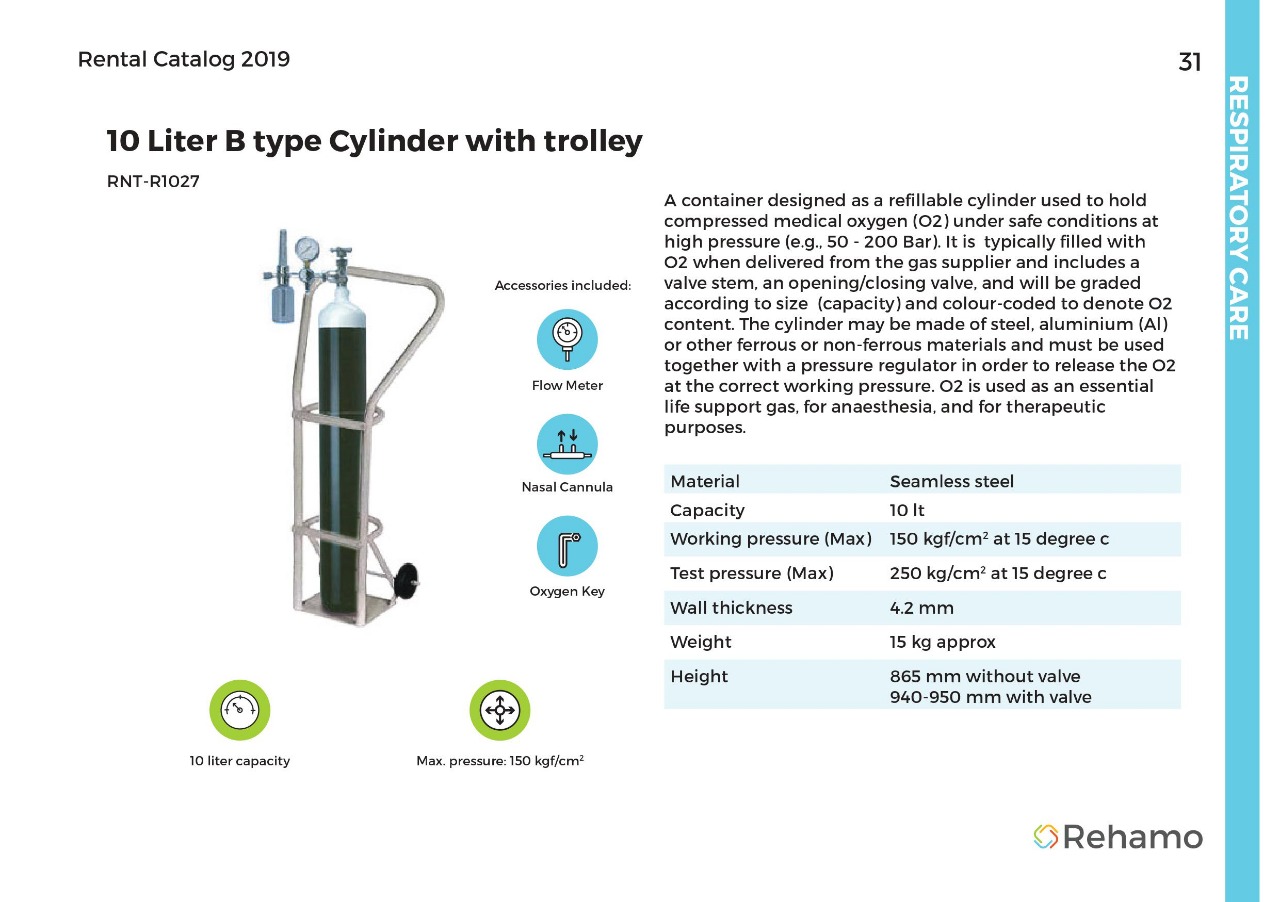 Rental Catalog 2019
31
RESPIRATORY CARE
10 Liter B type Cylinder with trolley
RNT-R1027
Accessories included:
Flow Meter
Nasal Cannula
Oxygen Key
10 liter capacity
Max. pressure: 150 kgf/cm²
A container designed as a refillable cylinder used to hold
compressed medical oxygen (O2) under safe conditions at
high pressure (e.g., 50 - 200 Bar). It is typically filled with
O2 when delivered from the gas supplier and includes a
valve stem, an opening/closing valve, and will be graded
according to size (capacity) and colour-coded to denote O2
content. The cylinder may be made of steel, aluminium (Al)
or other ferrous or non-ferrous materials and must be used
together with a pressure regulator in order to release the O2
at the correct working pressure. O2 is used as an essential
life support gas, for anaesthesia, and for therapeutic
purposes.
Material Seamless steel
Capacity 10 lt
Working pressure (Max) 150 kgf/cm² at 15 degree c
Test pressure (Max) 250 kg/cm² at 15 degree c
Wall thickness 4.2 mm
Weight 15 kg approx
Height 865 mm without valve
940-950 mm with valve
Rehamo